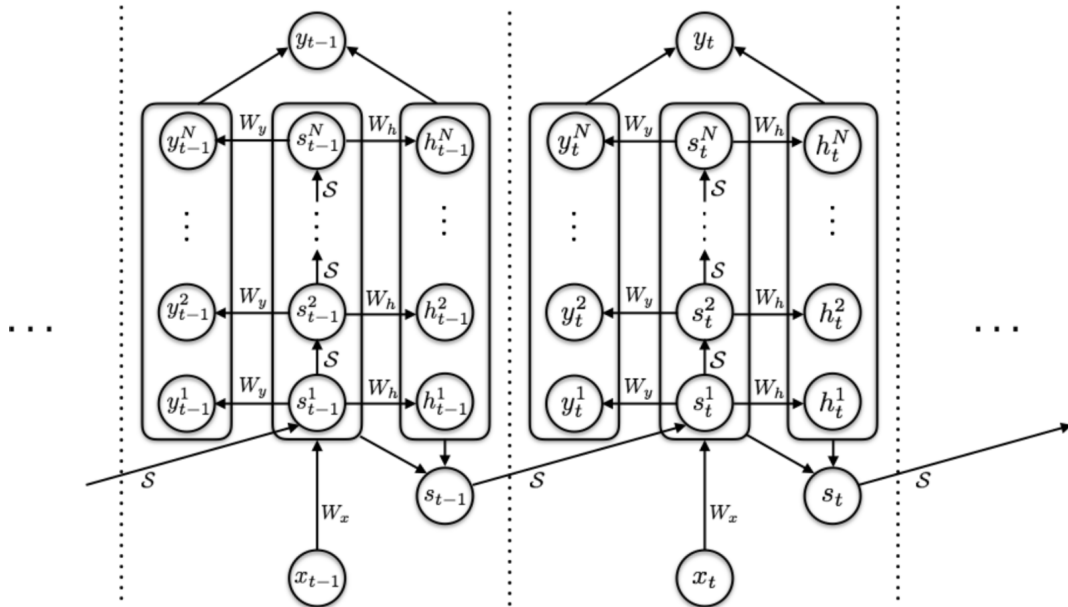 y_{t-1} y_t
y_{t-1}^N W_y s_{t-1}^N W_h h_{t-1}^N y_t^N W_y s_t^N W_h h_t^N
S S
⋮ ⋮ ⋮ ⋮ ⋮ ⋮
S S
y_{t-1}^2 W_y s_{t-1}^2 W_h h_{t-1}^2 y_t^2 W_y s_t^2 W_h h_t^2
... ...
S S
y_{t-1}^1 W_y s_{t-1}^1 W_h h_{t-1}^1 y_t^1 W_y s_t^1 W_h h_t^1
S s_{t-1} S s_t S
W_x W_x
x_{t-1} x_t